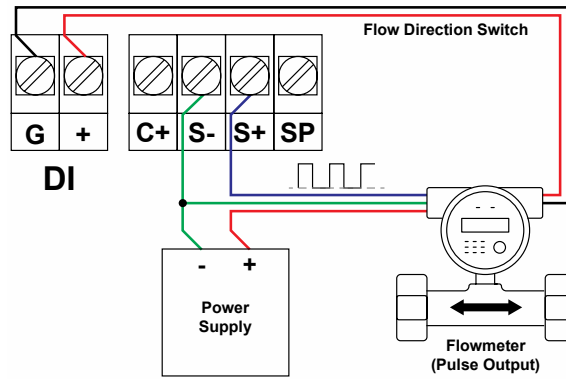 Flow Direction Switch
G + C+ S- S+ SP
DI
- +
Power
Supply
Flowmeter
(Pulse Output)